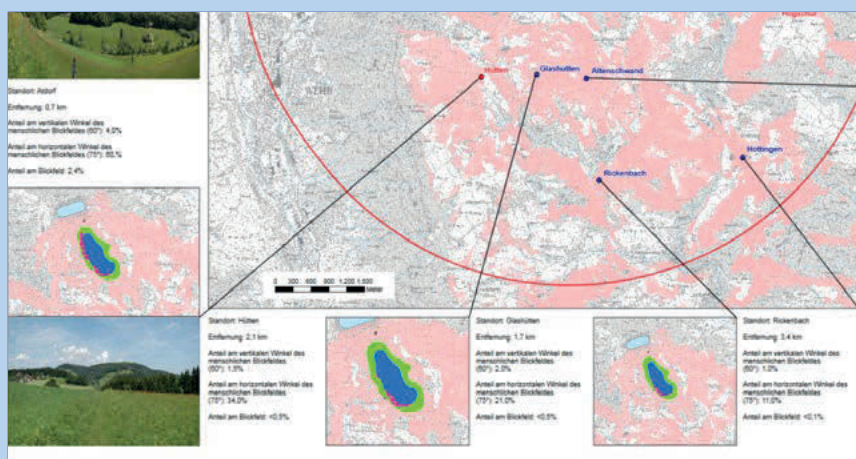 Hogschür
WEHR
Hütten
Glashütten
Altenschwand
Hottingen
Rickenbach
Standort: Atdorf
Entfernung: 0,7 km
Anteil am vertikalen Winkel des
menschlichen Blickfeldes (60°): 4,0%
Anteil am horizontalen Winkel des
menschlichen Blickfeldes (75°): 60,%
Anteil am Blickfeld: 2,4%
0 300 600 900 1.200 1.500
Meter
Standort: Hütten
Entfernung: 2,1 km
Anteil am vertikalen Winkel des
menschlichen Blickfeldes
(60°): 1,5%
Anteil am horizontalen Winkel des
menschlichen Blickfeldes
(75°): 34,0%
Anteil am Blickfeld: <0,5%
Standort: Glashütten
Entfernung: 1,7 km
Anteil am vertikalen Winkel des
menschlichen Blickfeldes
(60°): 2,0%
Anteil am horizontalen Winkel des
menschlichen Blickfeldes
(75°): 21,0%
Anteil am Blickfeld: <0,5%
Standort: Rickenbach
Entfernung: 3,4 km
Anteil am vertikalen Winkel des
menschlichen Blickfeldes
(60°): 1,0%
Anteil am horizontalen Winkel des
menschlichen Blickfeldes
(75°): 11,0%
Anteil am Blickfeld: <0,1%